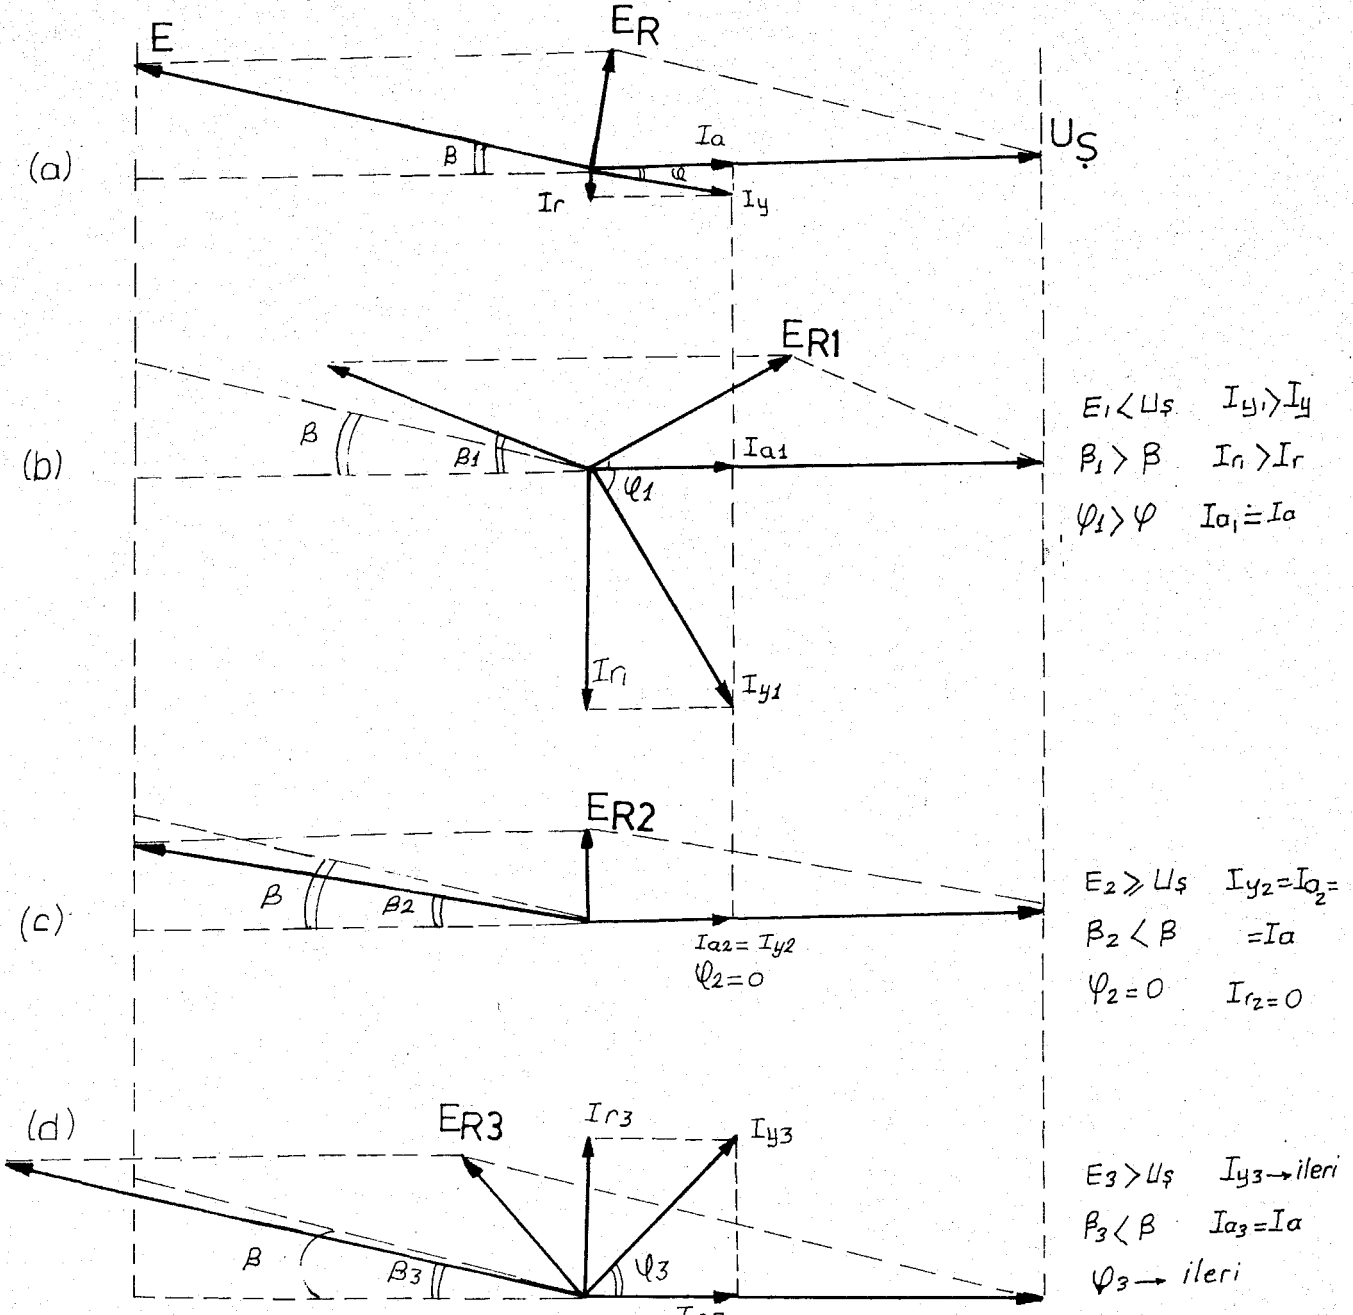 E
E_R
(a)
β
I_a
U_Ş
φ
I_r
I_y
(b)
E_R1
β
β_1
I_a1
φ_1
I_r1
I_y1
E_1 < U_ş I_y1 > I_y
β_1 > β I_r1 > I_r
φ_1 > φ I_a1 ≐ I_a
(c)
E_R2
β
β_2
I_a2 = I_y2
φ_2 = 0
E_2 ⩾ U_ş I_y2 = I_a2 =
β_2 < β = I_a
φ_2 = 0 I_r2 = 0
(d)
E_R3
I_r3
I_y3
β
β_3
φ_3
E_3 > U_ş I_y3 → ileri
β_3 < β I_a3 = I_a
φ_3 → ileri